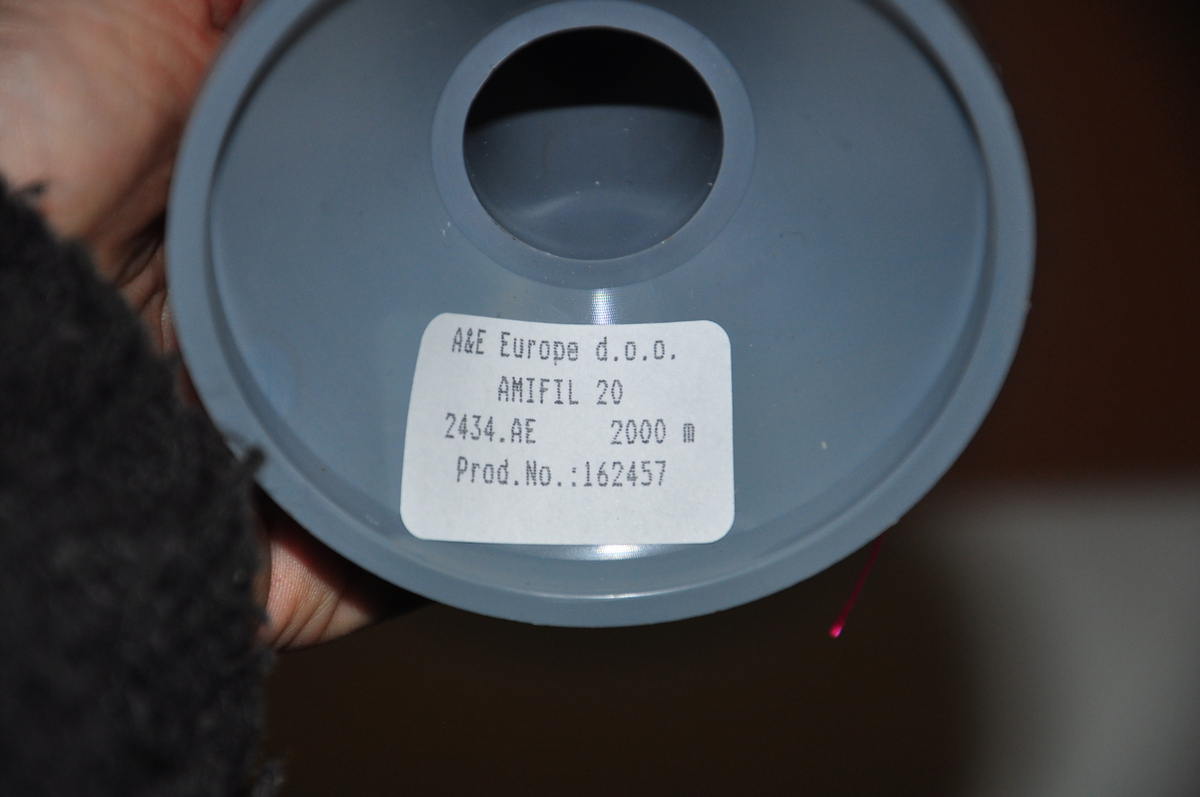 A&E Europe d.o.o.
AMIFIL 20
2434.AE 2000 m
Prod.No.:162457